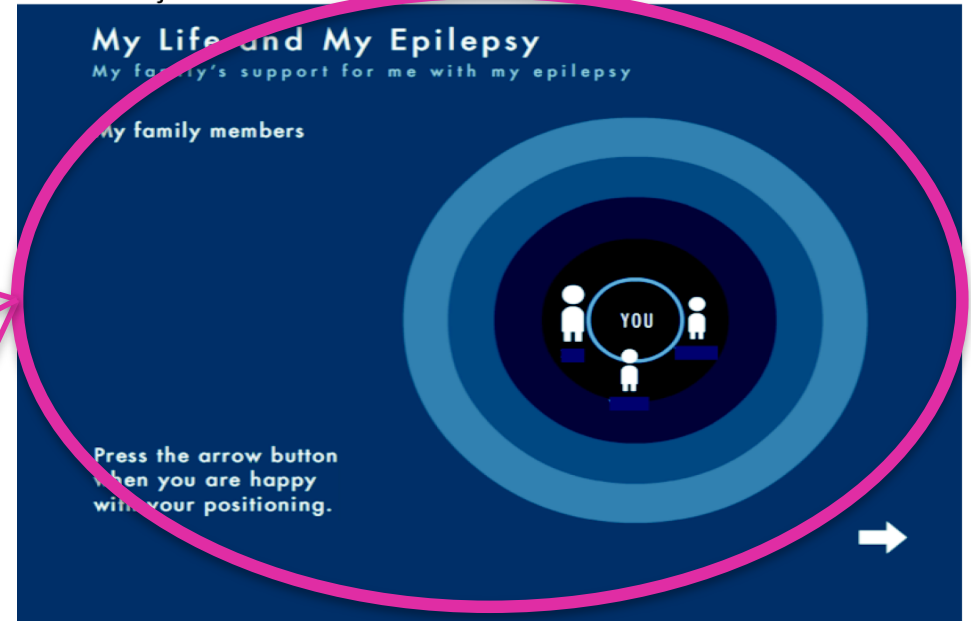 My Life and My Epilepsy
My family's support for me with my epilepsy
My family members
YOU
Press the arrow button
when you are happy
with your positioning.